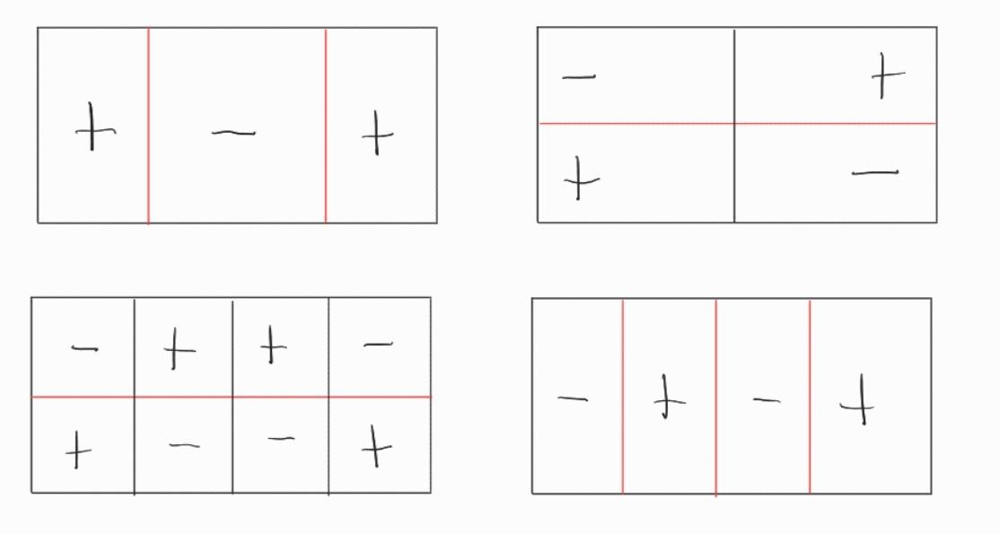 + − +
− +
+ −
− + + −
+ − − +
− + − +